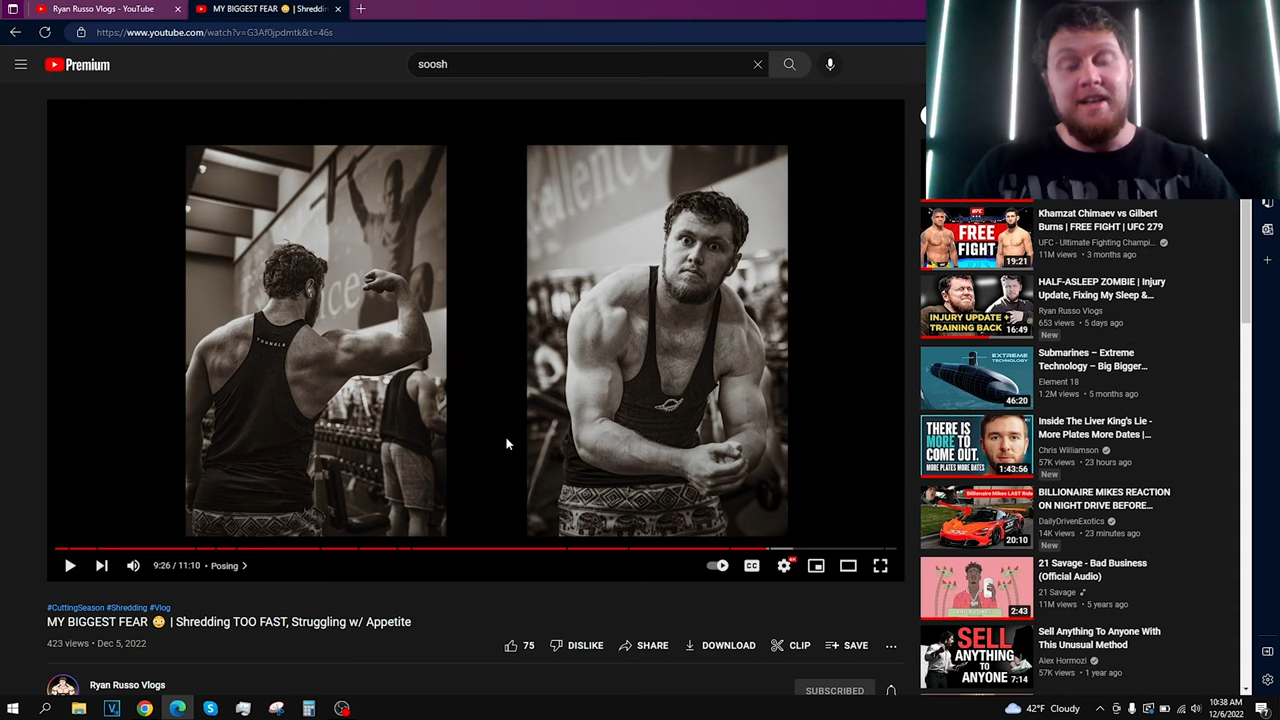 Ryan Russo Vlogs - YouTube
MY BIGGEST FEAR 😳 | Shreddin
https://www.youtube.com/watch?v=G3Af0jpdmtk&t=46s
Premium
soosh
YOUNGLA
FREE
FIGHT
19:21
Khamzat Chimaev vs Gilbert
Burns | FREE FIGHT | UFC 279
UFC - Ultimate Fighting Champi...
11M views • 3 months ago
INJURY UPDATE +
TRAINING BACK
16:49
HALF-ASLEEP ZOMBIE | Injury
Update, Fixing My Sleep &...
Ryan Russo Vlogs
653 views • 5 days ago
New
EXTREME
TECHNOLOGY
46:20
Submarines – Extreme
Technology – Big Bigger...
Element 18
1.2M views • 5 months ago
THERE IS
MORE TO
COME OUT.
MORE PLATES MORE DATES
1:43:56
Inside The Liver King's Lie -
More Plates More Dates |...
Chris Williamson
57K views • 23 hours ago
New
Billionaire Mikes LAST Ride
20:10
BILLIONAIRE MIKES REACTION
ON NIGHT DRIVE BEFORE...
DailyDrivenExotics
14K views • 23 minutes ago
New
2:43
21 Savage - Bad Business
(Official Audio)
21 Savage
11M views • 5 years ago
SELL
ANYTHING
TO
ANYONE
7:14
Sell Anything To Anyone With
This Unusual Method
Alex Hormozi
57K views • 1 year ago
9:26 / 11:10 • Posing >
CC
4K
#CuttingSeason #Shredding #Vlog
MY BIGGEST FEAR 😳 | Shredding TOO FAST, Struggling w/ Appetite
423 views • Dec 5, 2022
75
DISLIKE
SHARE
DOWNLOAD
CLIP
SAVE
Ryan Russo Vlogs
SUBSCRIBED
42°F Cloudy
10:38 AM
12/6/2022